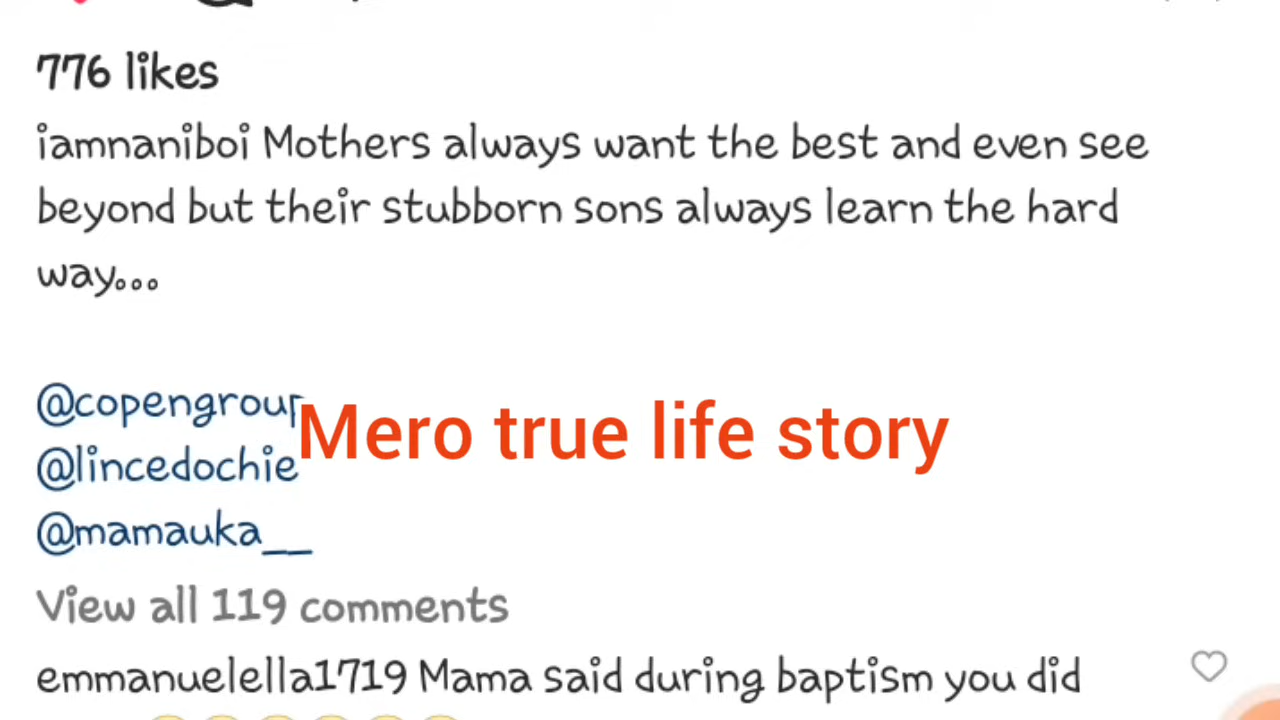 776 likes
iamnaniboi Mothers always want the best and even see
beyond but their stubborn sons always learn the hard
way...
@copengroup
Mero true life story
@lincedochie
@mamauka__
View all 119 comments
emmanuelella1719 Mama said during baptism you did